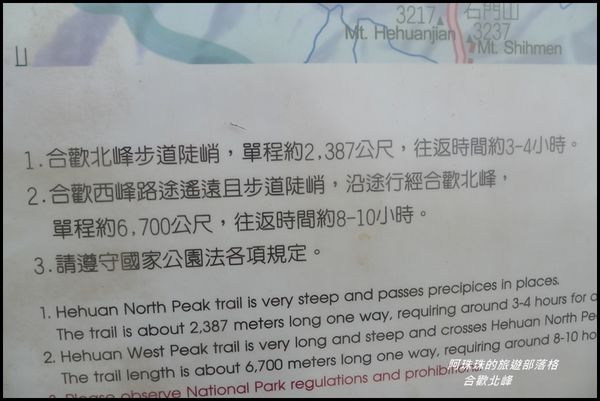 石門山
3217▲
3237
Mt. Hehuanjian
Mt. Shihmen
山
1.合歡北峰步道陡峭，單程約2,387公尺，往返時間約3-4小時。
2.合歡西峰路途遙遠且步道陡峭，沿途行經合歡北峰，
單程約6,700公尺，往返時間約8-10小時。
3.請遵守國家公園法各項規定。
1. Hehuan North Peak trail is very steep and passes precipices in places.
The trail is about 2,387 meters long one way, requiring around 3-4 hours for a
2. Hehuan West Peak trail is very long and steep and crosses Hehuan North Pe
The trail length is about 6,700 meters long one way, requiring around 8-10 ho
3. Please observe National Park regulations and prohibitions.
阿珠珠的旅遊部落格
合歡北峰